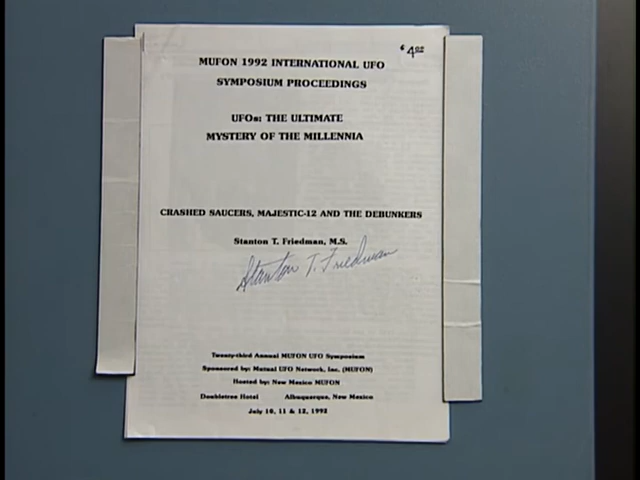 ¢ 4.00
MUFON 1992 INTERNATIONAL UFO
SYMPOSIUM PROCEEDINGS
UFOs: THE ULTIMATE
MYSTERY OF THE MILLENNIA
CRASHED SAUCERS, MAJESTIC-12 AND THE DEBUNKERS
Stanton T. Friedman, M.S.
Stanton T. Friedman
Twenty-third Annual MUFON UFO Symposium
Sponsored by: Mutual UFO Network, Inc. (MUFON)
Hosted by: New Mexico MUFON
Doubletree Hotel Albuquerque, New Mexico
July 10, 11 & 12, 1992